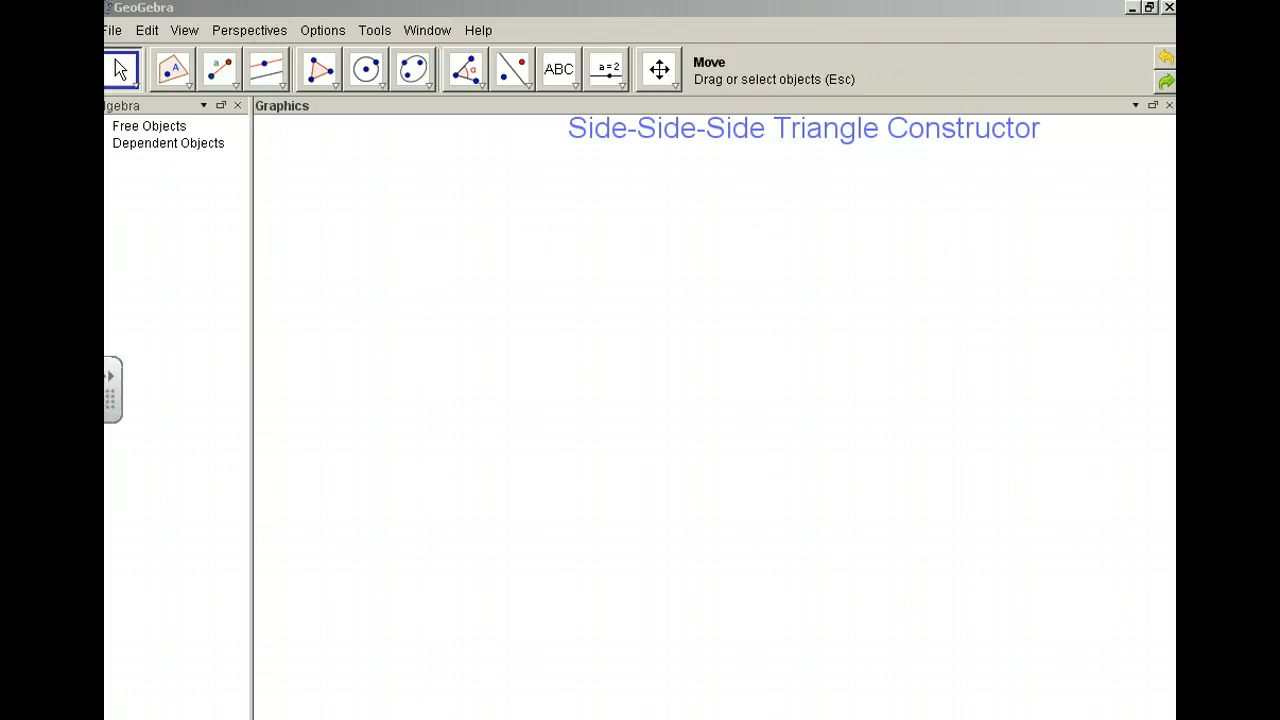 GeoGebra
File Edit View Perspectives Options Tools Window Help
A a α ABC a = 2
Move
Drag or select objects (Esc)
gebra Graphics
Side-Side-Side Triangle Constructor
Free Objects
Dependent Objects